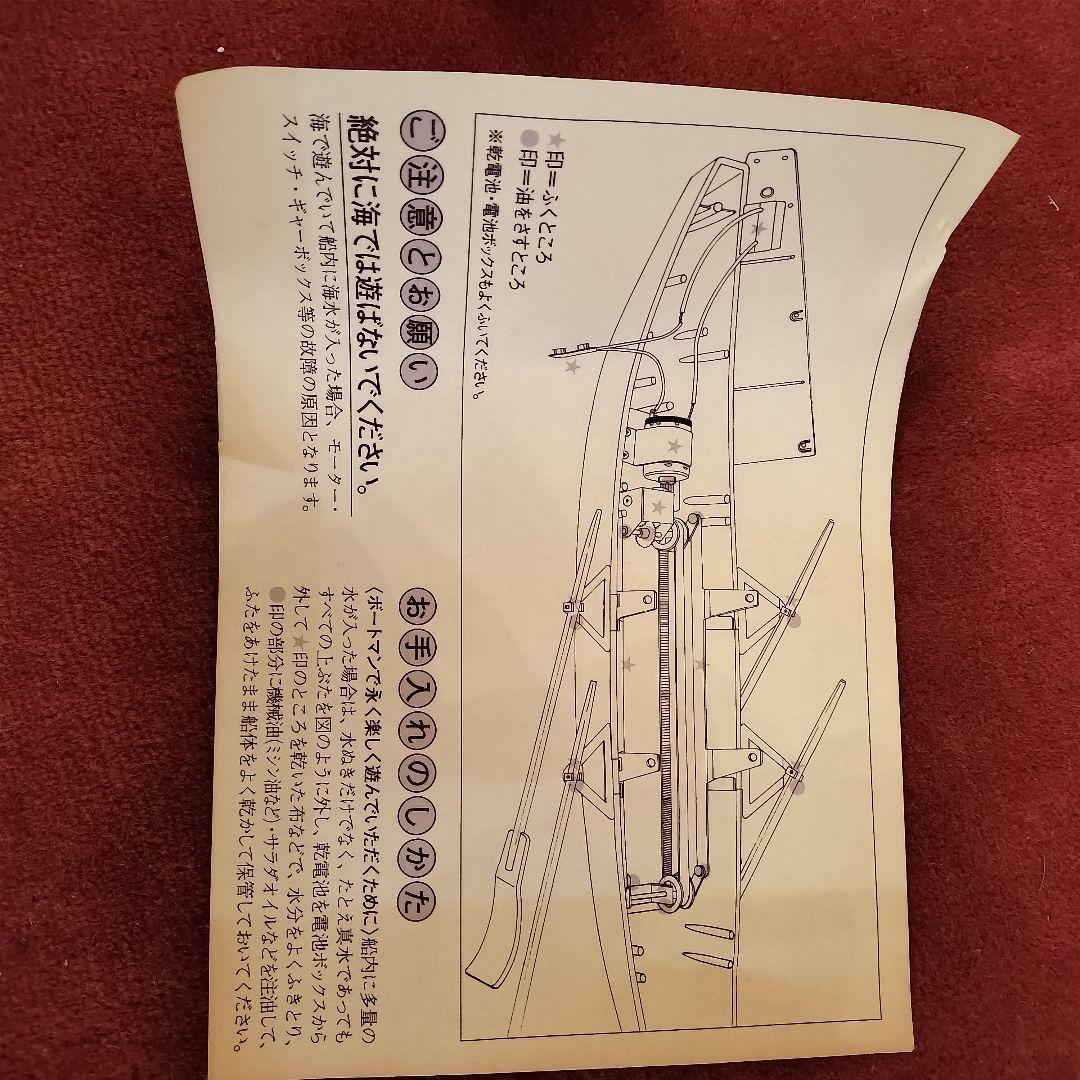 ★印=ふくところ
●印=油をさすところ
※乾電池・電池ボックスもよくふいてください。
ご注意とお願い
絶対に海では遊ばないでください。
海で遊んでいて船内に海水が入った場合、モーター・
スイッチ・ギャーボックス等の故障の原因となります。
お手入れのしかた
〈ボートマンで永く楽しく遊んでいただくために〉船内に多量の
水が入った場合は、水ぬきだけでなく、たとえ真水であっても
すべての上ぶたを図のように外し、乾電池を電池ボックスから
外して★印のところを乾いた布などで、水分をよくふきとり、
●印の部分に機械油(ミシン油など)・サラダオイルなどを注油して、
ふたをあけたまま船体をよく乾かして保管しておいてください。